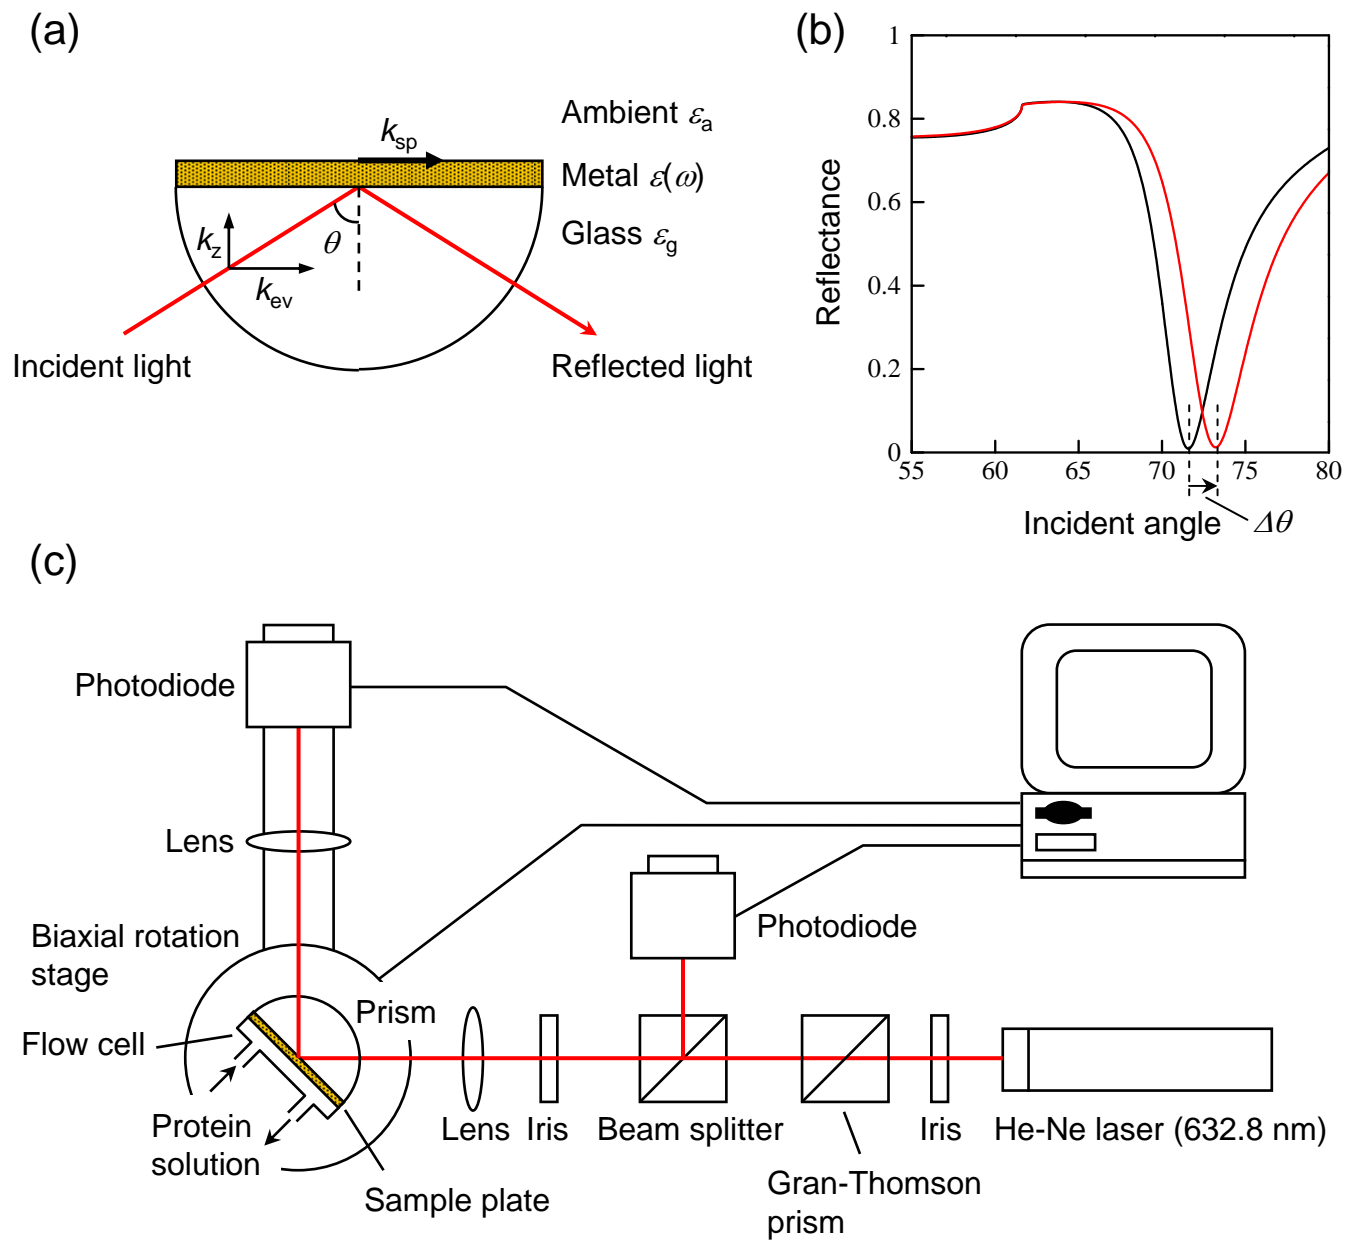 (a)
Ambient εa
ksp
Metal ε(ω)
Glass εg
kz
θ
kev
Incident light
Reflected light
(b)
1
0.8
0.6
0.4
0.2
0
Reflectance
55
60
65
70
75
80
Incident angle
Δθ
(c)
Photodiode
Lens
Photodiode
Biaxial rotation
stage
Prism
Flow cell
Protein
solution
Sample plate
Lens
Iris
Beam splitter
Iris
He-Ne laser (632.8 nm)
Gran-Thomson
prism